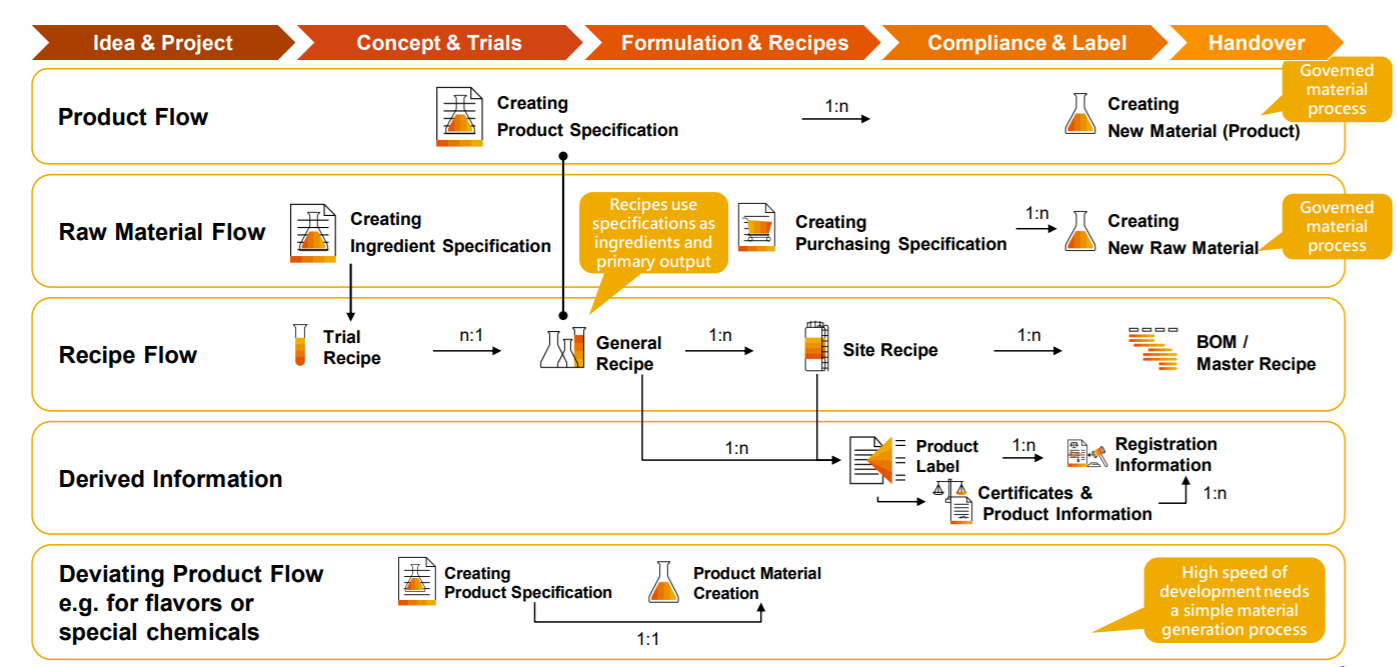 Idea & Project
Concept & Trials
Formulation & Recipes
Compliance & Label
Handover
Product Flow
Creating
Product Specification
1:n
Creating
New Material (Product)
Governed
material
process
Raw Material Flow
Creating
Ingredient Specification
Recipes use
specifications as
ingredients and
primary output
Creating
Purchasing Specification
1:n
Creating
New Raw Material
Governed
material
process
Recipe Flow
Trial
Recipe
n:1
General
Recipe
1:n
Site Recipe
1:n
BOM /
Master Recipe
Derived Information
1:n
Product
Label
1:n
Registration
Information
Certificates &
Product Information
1:n
Deviating Product Flow
e.g. for flavors or
special chemicals
Creating
Product Specification
1:1
Product Material
Creation
High speed of
development needs
a simple material
generation process